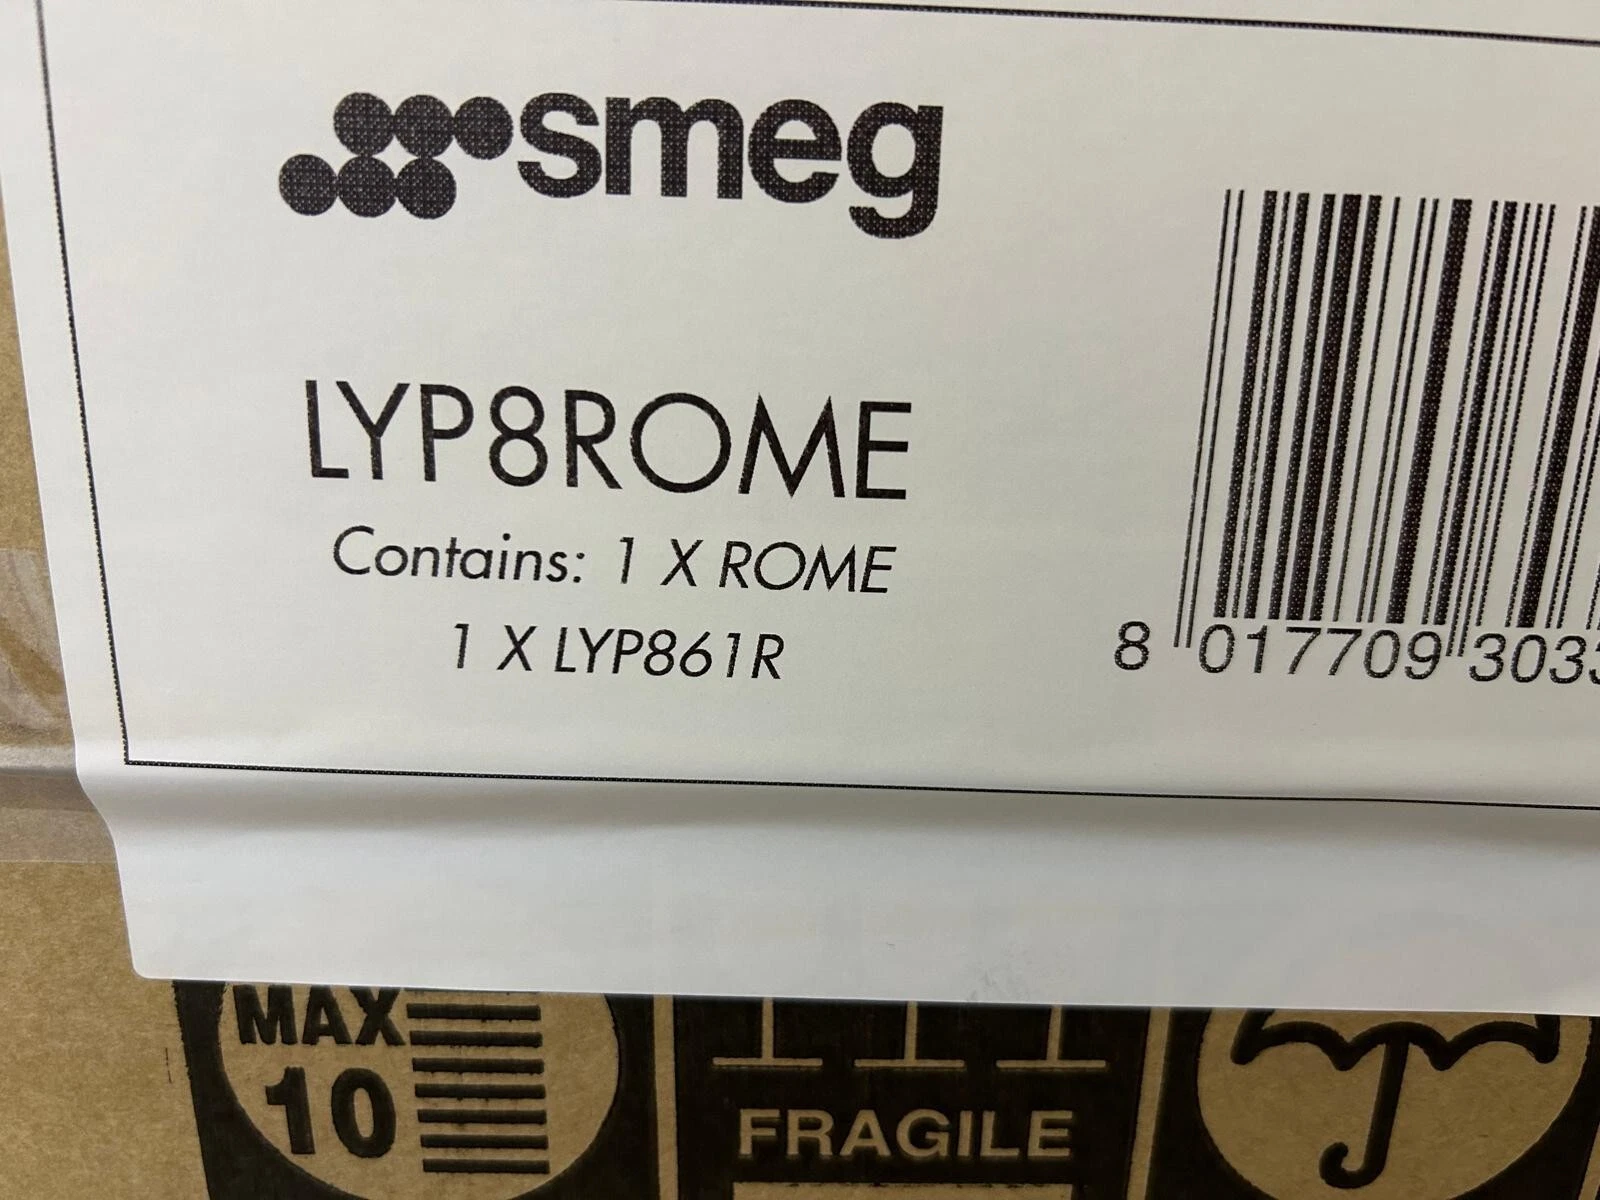 smeg
LYP8ROME
Contains: 1 X ROME
1 X LYP861R
8 017709 303
MAX
10
FRAGILE